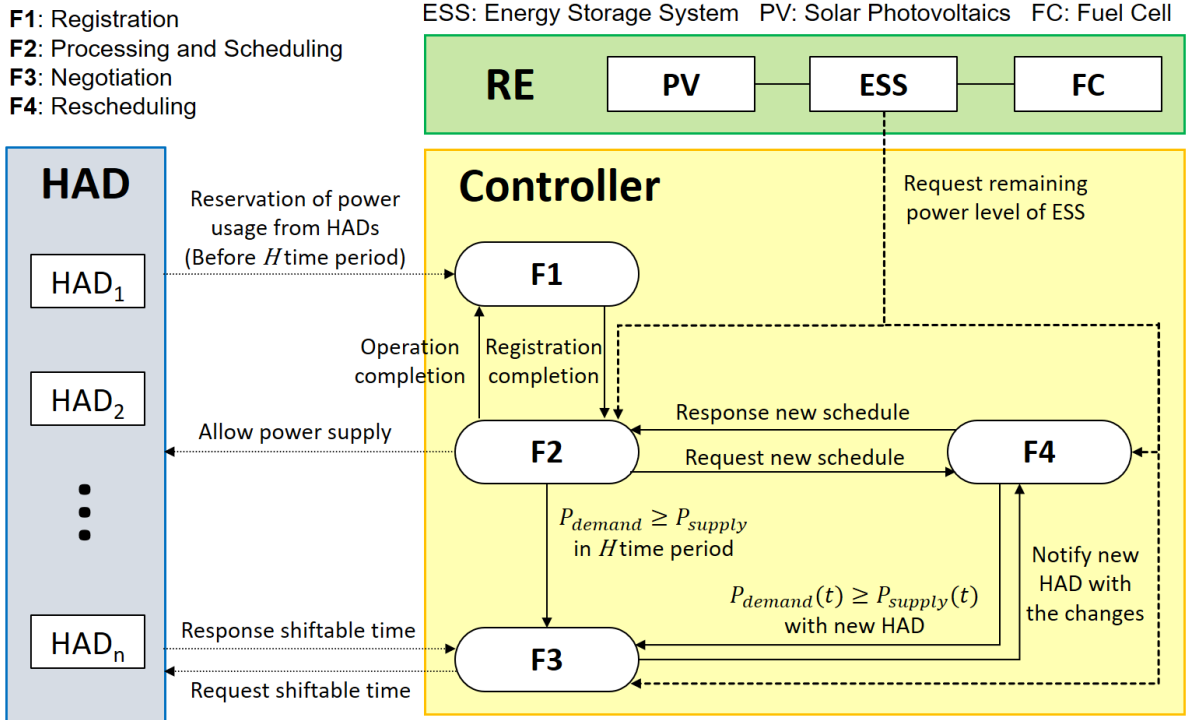 F1: Registration
F2: Processing and Scheduling
F3: Negotiation
F4: Rescheduling
ESS: Energy Storage System PV: Solar Photovoltaics FC: Fuel Cell
RE
PV
ESS
FC
HAD
HAD₁
HAD₂
HADₙ
Controller
Reservation of power
usage from HADs
(Before H time period)
Request remaining
power level of ESS
F1
Operation
completion
Registration
completion
Allow power supply
F2
Response new schedule
Request new schedule
F4
P_demand ≥ P_supply
in H time period
P_demand(t) ≥ P_supply(t)
with new HAD
Notify new
HAD with
the changes
Response shiftable time
Request shiftable time
F3